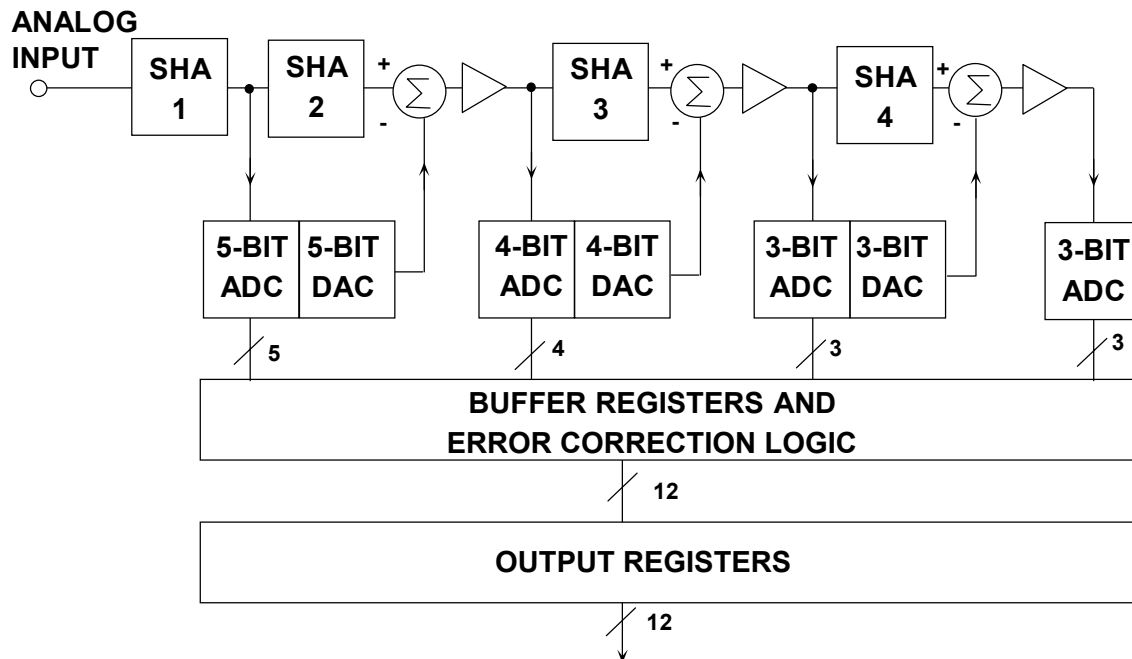 ANALOG
INPUT
SHA
1
SHA
2
+
Σ
-
SHA
3
+
Σ
-
SHA
4
+
Σ
-
5-BIT
ADC
5-BIT
DAC
4-BIT
ADC
4-BIT
DAC
3-BIT
ADC
3-BIT
DAC
3-BIT
ADC
5
4
3
3
BUFFER REGISTERS AND
ERROR CORRECTION LOGIC
12
OUTPUT REGISTERS
12